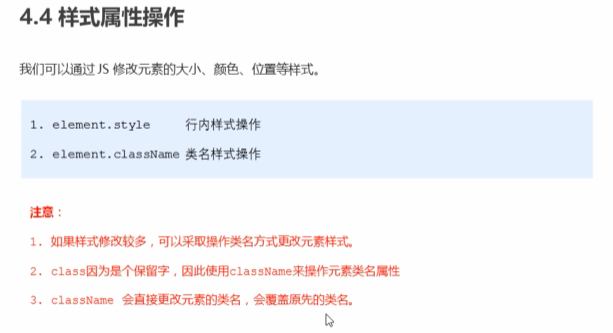 4.4 样式属性操作
我们可以通过 JS 修改元素的大小、颜色、位置等样式。
1. element.style 行内样式操作
2. element.className 类名样式操作
注意：
1. 如果样式修改较多，可以采取操作类名方式更改元素样式。
2. class因为是个保留字，因此使用className来操作元素类名属性
3. className 会直接更改元素的类名，会覆盖原先的类名。